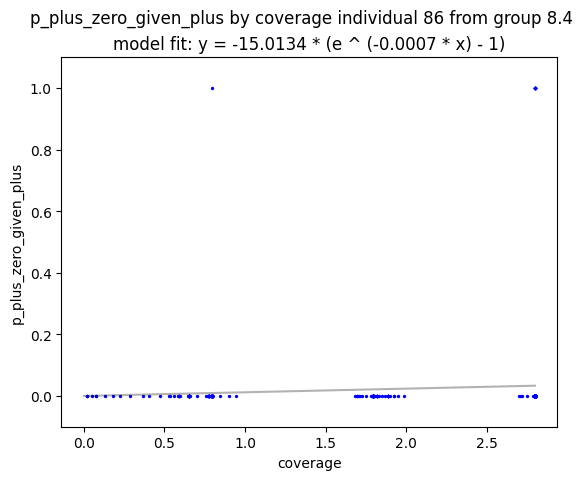 p_plus_zero_given_plus by coverage individual 86 from group 8.4
model fit: y = -15.0134 * (e ^ (-0.0007 * x) - 1)
1.0
0.8
0.6
0.4
0.2
0.0
p_plus_zero_given_plus
0.0 0.5 1.0 1.5 2.0 2.5
coverage